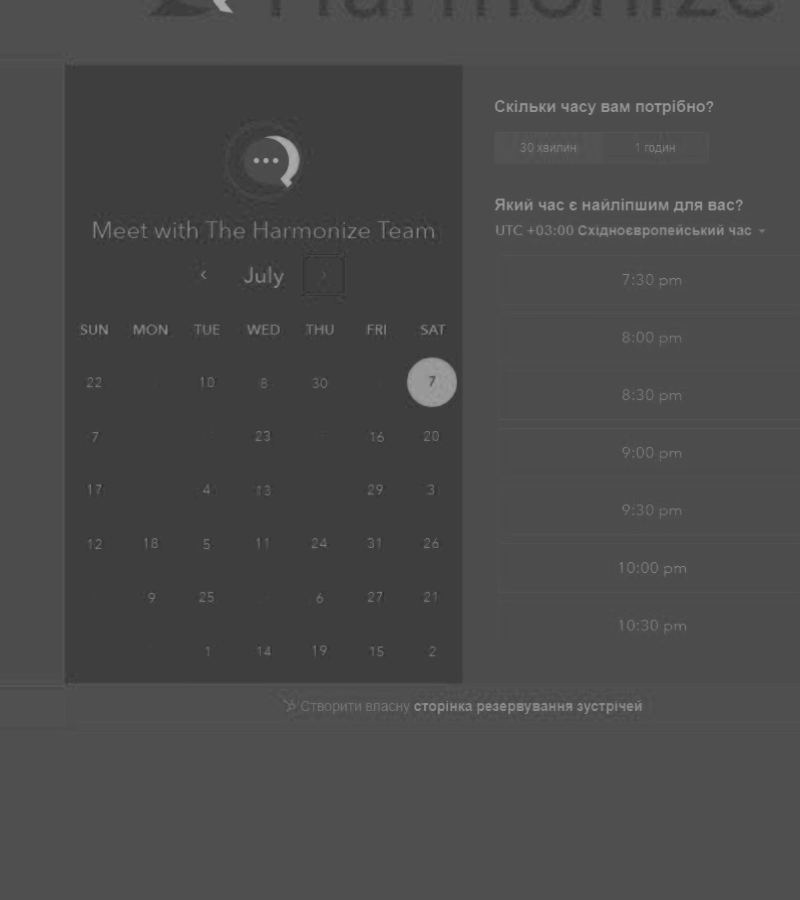 Harmonize
Meet with The Harmonize Team
July
SUN MON TUE WED THU FRI SAT
22 10 8 30 7
7 23 16 20
17 4 13 29 3
12 18 5 11 24 31 26
9 25 6 27 21
1 14 19 15 2
Скільки часу вам потрібно?
30 хвилин 1 годин
Який час є найліпшим для вас?
UTC +03:00 Східноєвропейський час
7:30 pm
8:00 pm
8:30 pm
9:00 pm
9:30 pm
10:00 pm
10:30 pm
Створити власну сторінка резервування зустрічей